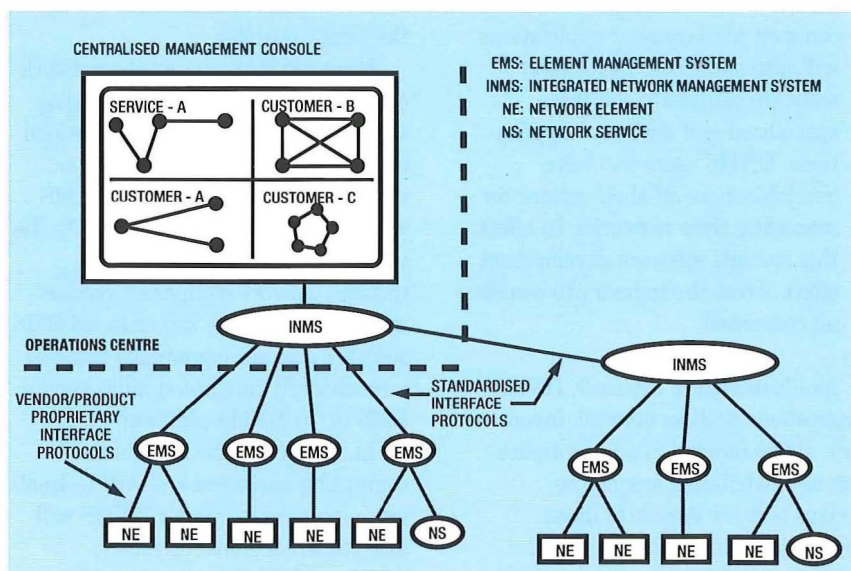 CENTRALISED MANAGEMENT CONSOLE
EMS: ELEMENT MANAGEMENT SYSTEM
INMS: INTEGRATED NETWORK MANAGEMENT SYSTEM
NE: NETWORK ELEMENT
NS: NETWORK SERVICE
SERVICE - A
CUSTOMER - B
CUSTOMER - A
CUSTOMER - C
INMS
INMS
OPERATIONS CENTRE
STANDARDISED
INTERFACE
PROTOCOLS
VENDOR/PRODUCT
PROPRIETARY
INTERFACE
PROTOCOLS
EMS
EMS
EMS
EMS
EMS
EMS
EMS
NE
NE
NE
NE
NE
NS
NE
NE
NE
NE
NS